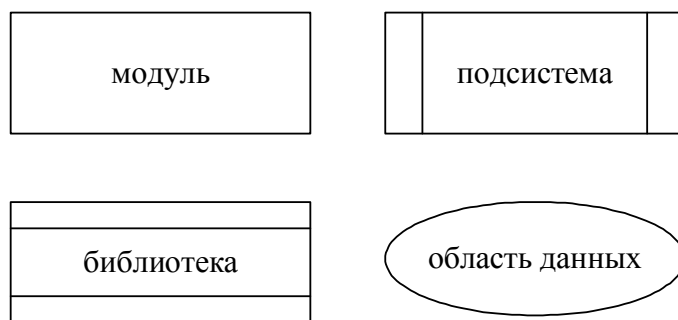 модуль
подсистема
библиотека
область данных